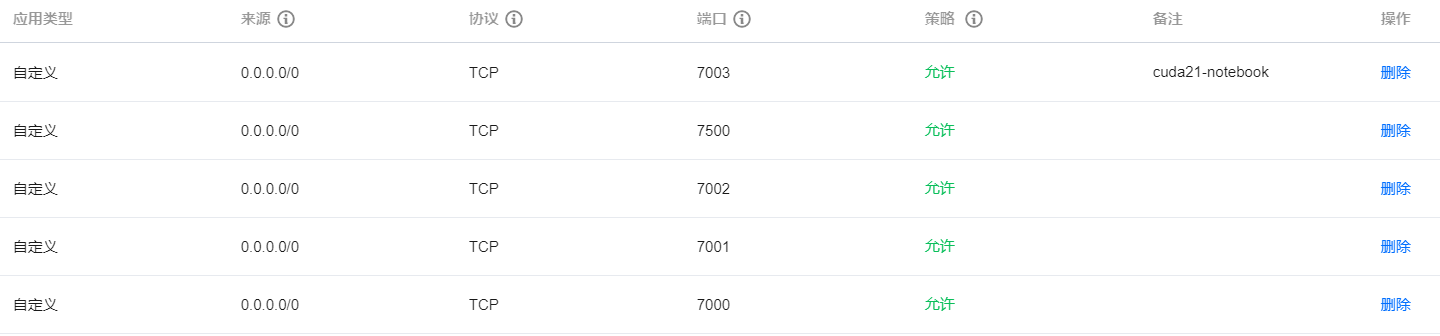 应用类型 来源 协议 端口 策略 备注 操作
自定义 0.0.0.0/0 TCP 7003 允许 cuda21-notebook 删除
自定义 0.0.0.0/0 TCP 7500 允许 删除
自定义 0.0.0.0/0 TCP 7002 允许 删除
自定义 0.0.0.0/0 TCP 7001 允许 删除
自定义 0.0.0.0/0 TCP 7000 允许 删除